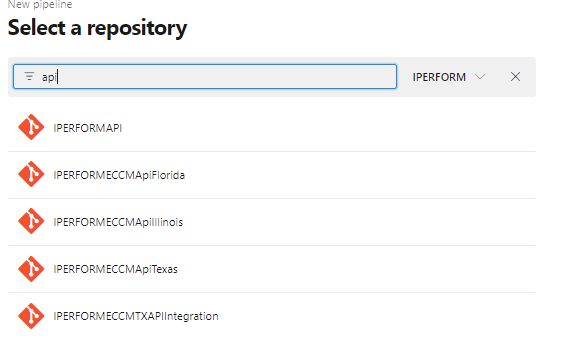 New pipeline
Select a repository
api
IPERFORM
IPERFORMAPI
IPERFORMECCMApiFlorida
IPERFORMECCMApiIllinois
IPERFORMECCMApiTexas
IPERFORMECCMTXAPIIntegration